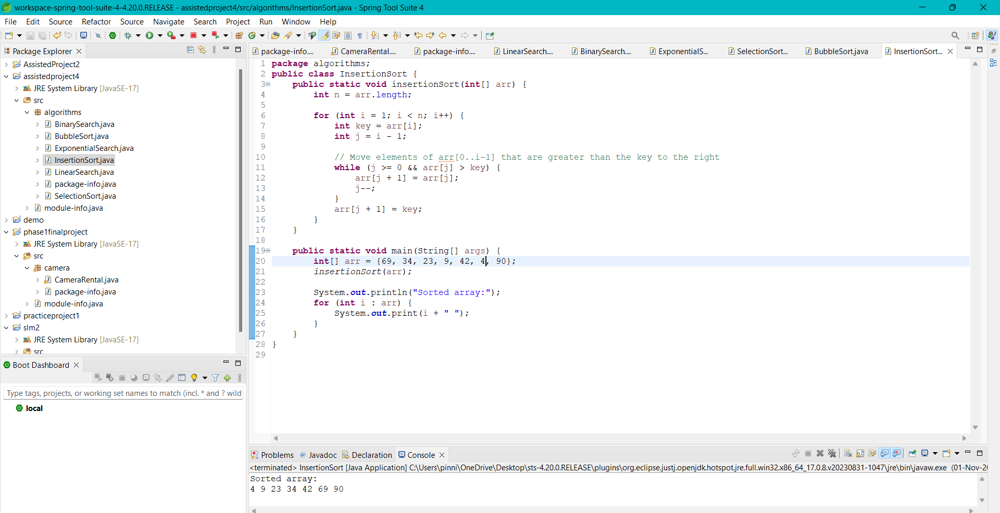 workspace-spring-tool-suite-4-4.20.0.RELEASE - assistedproject4/src/algorithms/InsertionSort.java - Spring Tool Suite 4
File Edit Source Refactor Source Navigate Search Project Run Window Help
Package Explorer
AssistedProject2
assistedproject4
JRE System Library [JavaSE-17]
src
algorithms
BinarySearch.java
BubbleSort.java
ExponentialSearch.java
InsertionSort.java
LinearSearch.java
package-info.java
SelectionSort.java
module-info.java
demo
phase1finalproject
JRE System Library [JavaSE-17]
src
camera
CameraRental.java
package-info.java
module-info.java
practiceproject1
slm2
JRE System Library [JavaSE-17]
src
Boot Dashboard
Type tags, projects, or working set names to match (incl. * and ? wild
local
package-info.... CameraRental.... package-info.... LinearSearch.... BinarySearch.... ExponentialS... SelectionSort... BubbleSort.java InsertionSort...
1 package algorithms;
2 public class InsertionSort {
3 public static void insertionSort(int[] arr) {
4 int n = arr.length;
5
6 for (int i = 1; i < n; i++) {
7 int key = arr[i];
8 int j = i - 1;
9
10 // Move elements of arr[0..i-1] that are greater than the key to the right
11 while (j >= 0 && arr[j] > key) {
12 arr[j + 1] = arr[j];
13 j--;
14 }
15 arr[j + 1] = key;
16 }
17 }
18
19 public static void main(String[] args) {
20 int[] arr = {69, 34, 23, 9, 42, 4, 90};
21 insertionSort(arr);
22
23 System.out.println("Sorted array:");
24 for (int i : arr) {
25 System.out.print(i + " ");
26 }
27 }
28 }
29
Problems @ Javadoc Declaration Console
<terminated> InsertionSort [Java Application] C:\Users\pinni\OneDrive\Desktop\sts-4.20.0.RELEASE\plugins\org.eclipse.justj.openjdk.hotspot.jre.full.win32.x86_64_17.0.8.v20230831-1047\jre\bin\javaw.exe (01-Nov-20
Sorted array:
4 9 23 34 42 69 90